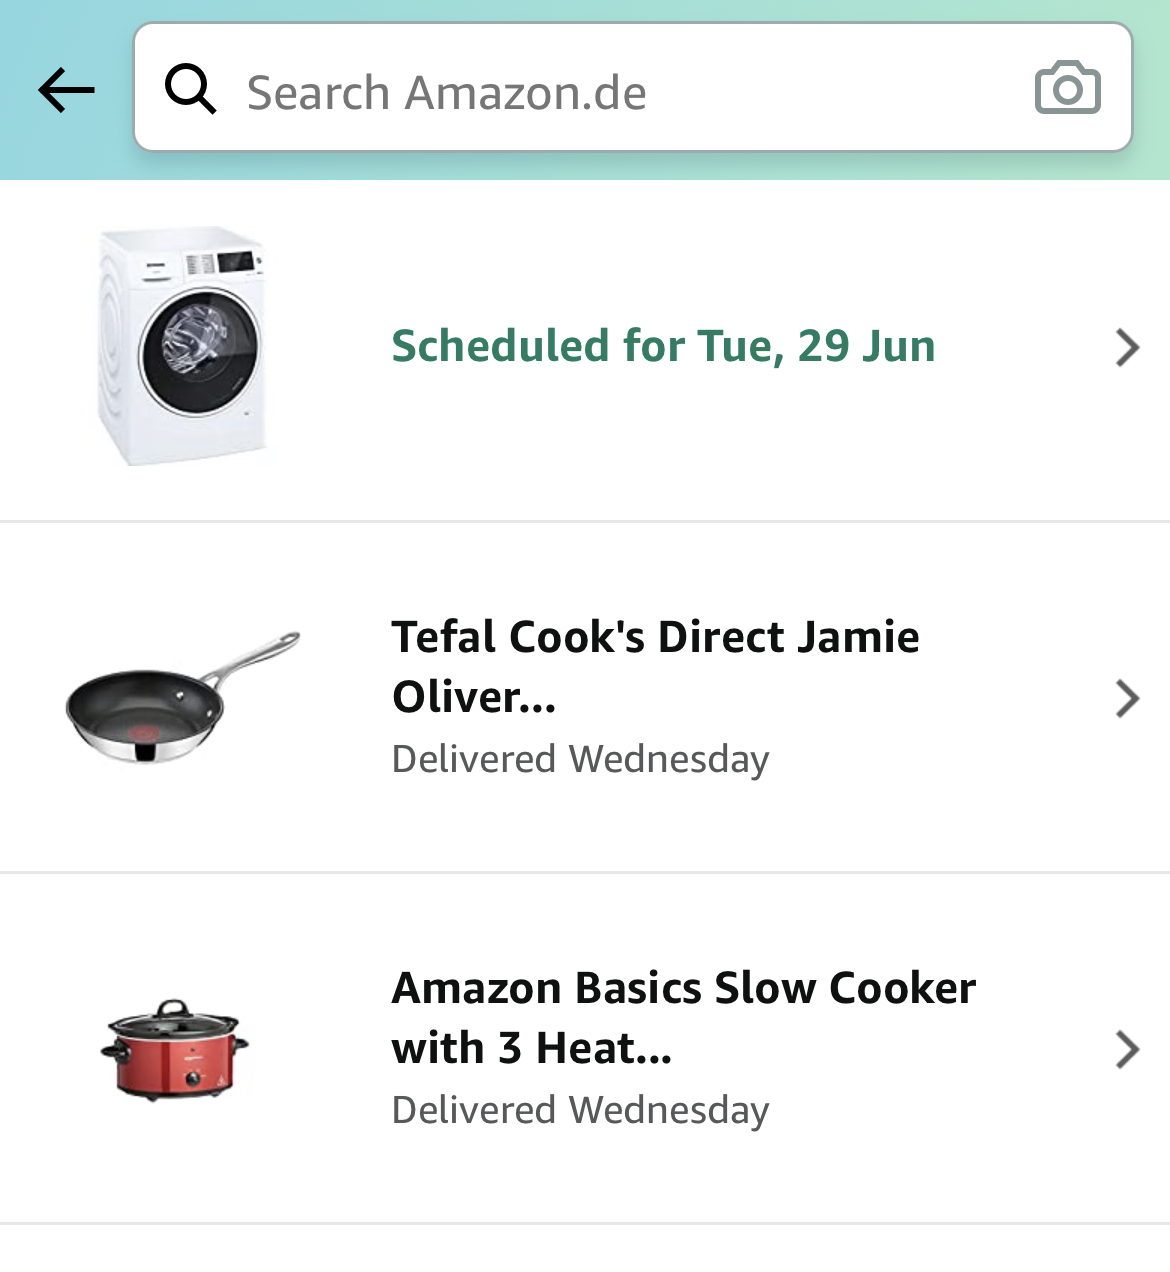 Search Amazon.de
Scheduled for Tue, 29 Jun
Tefal Cook's Direct Jamie
Oliver...
Delivered Wednesday
Amazon Basics Slow Cooker
with 3 Heat...
Delivered Wednesday